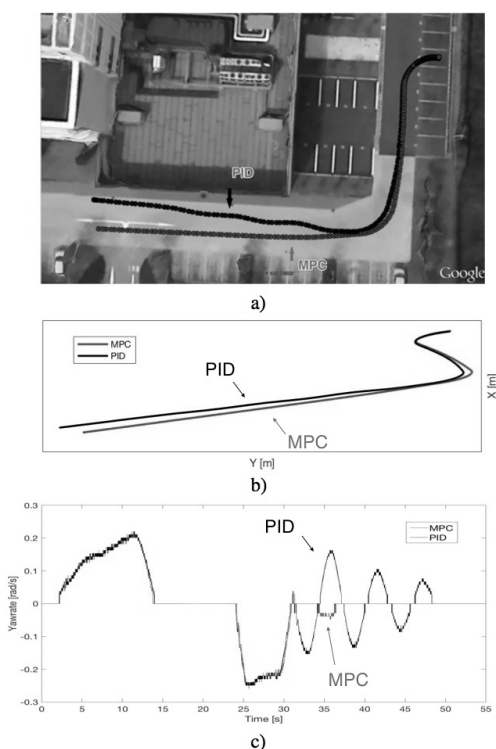 PID
MPC
Google
a)
MPC
PID
PID
MPC
X [m]
Y [m]
b)
0.3
0.2
0.1
0
-0.1
-0.2
-0.3
Yawrate [rad/s]
PID
MPC
PID
MPC
0 5 10 15 20 25 30 35 40 45 50 55
Time [s]
c)